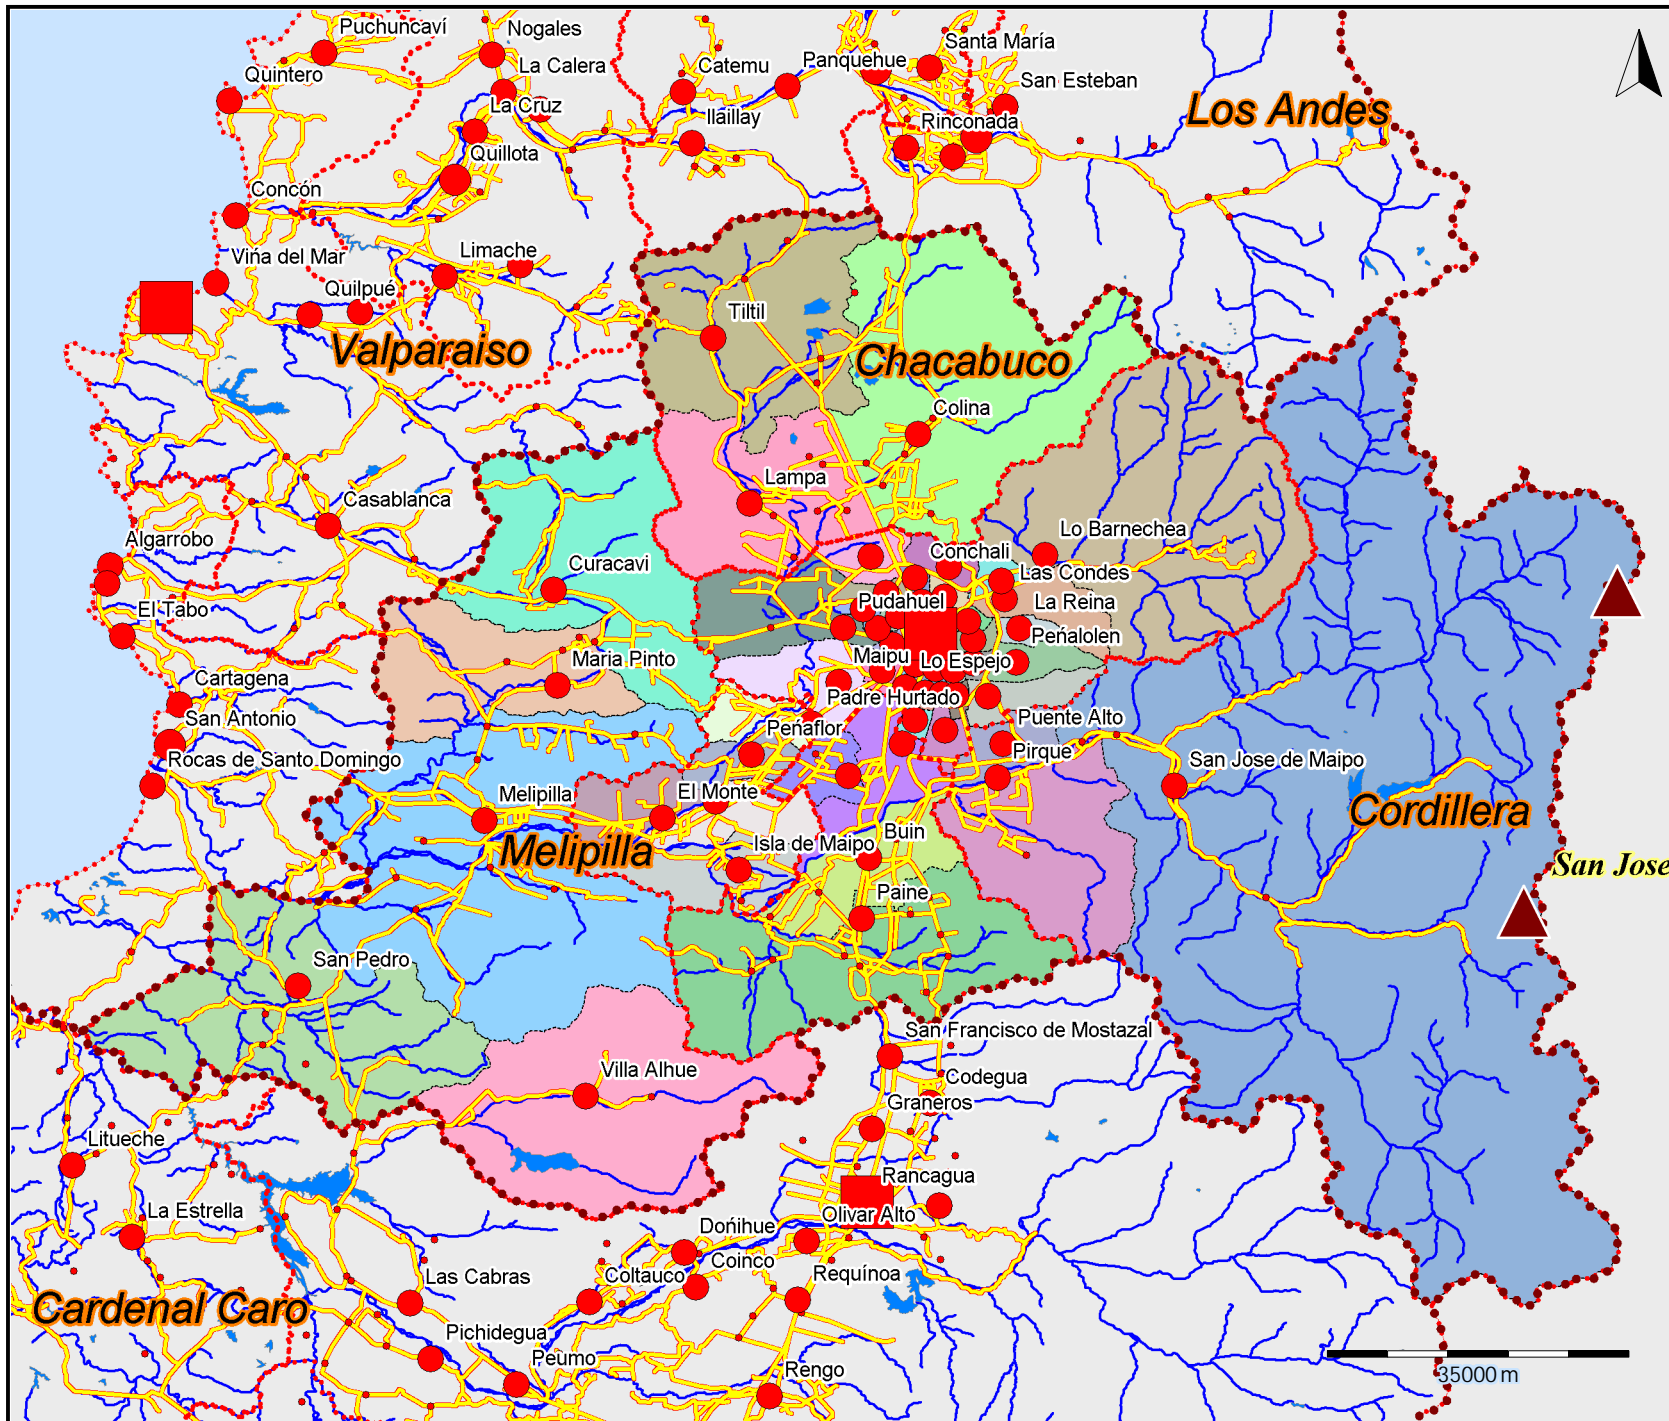 Puchuncaví
Nogales
Santa María
La Calera
Catemu
Panquehue
Quintero
San Esteban
La Cruz
llaillay
Rinconada
Los Andes
Quillota
Concón
Viña del Mar
Limache
Quilpué
Tiltil
Valparaiso
Chacabuco
Colina
Lampa
Casablanca
Algarrobo
Lo Barnechea
Conchali
Curacavi
Las Condes
El Tabo
Pudahuel
La Reina
Peñalolen
Maria Pinto
Maipu
Lo Espejo
Cartagena
Padre Hurtado
San Antonio
Peñaflor
Puente Alto
Rocas de Santo Domingo
Pirque
San Jose de Maipo
Melipilla
El Monte
Cordillera
Melipilla
Isla de Maipo
Buin
San Jose
Paine
San Pedro
San Francisco de Mostazal
Villa Alhue
Codegua
Graneros
Litueche
Rancagua
La Estrella
Olivar Alto
Doñihue
Coinco
Las Cabras
Coltauco
Requínoa
Cardenal Caro
Pichidegua
Peumo
Rengo
35000 m